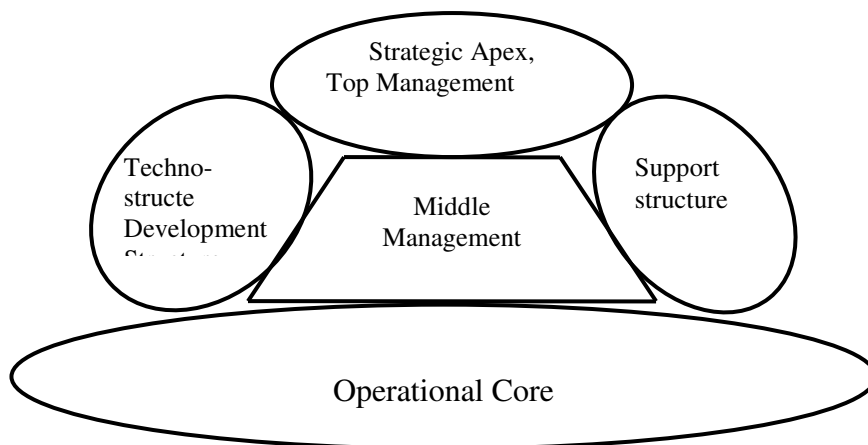 Strategic Apex,
Top Management
Techno-
structe
Development
Support
structure
Middle
Management
Operational Core